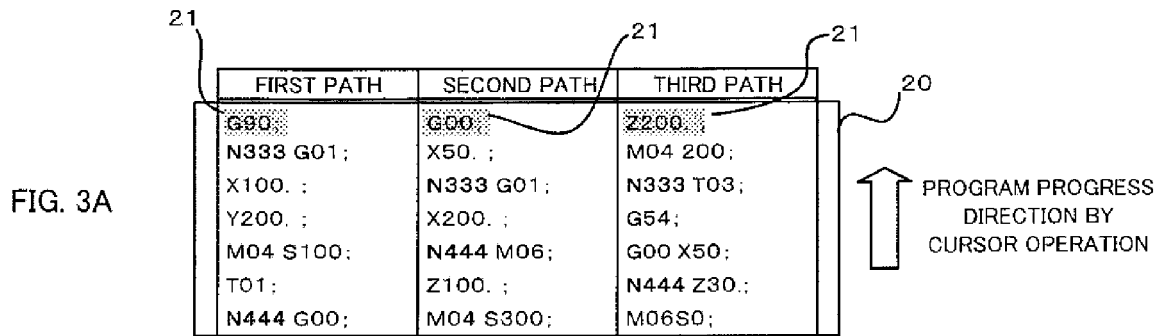 21
21
21
FIRST PATH SECOND PATH THIRD PATH
20
G90; G00; Z200. ;
N333 G01; X50. ; M04 200;
X100. ; N333 G01; N333 T03;
Y200. ; X200. ; G54;
M04 S100; N444 M06; G00 X50;
T01; Z100. ; N444 Z30.;
N444 G00; M04 S300; M06S0;
FIG. 3A
PROGRAM PROGRESS
DIRECTION BY
CURSOR OPERATION